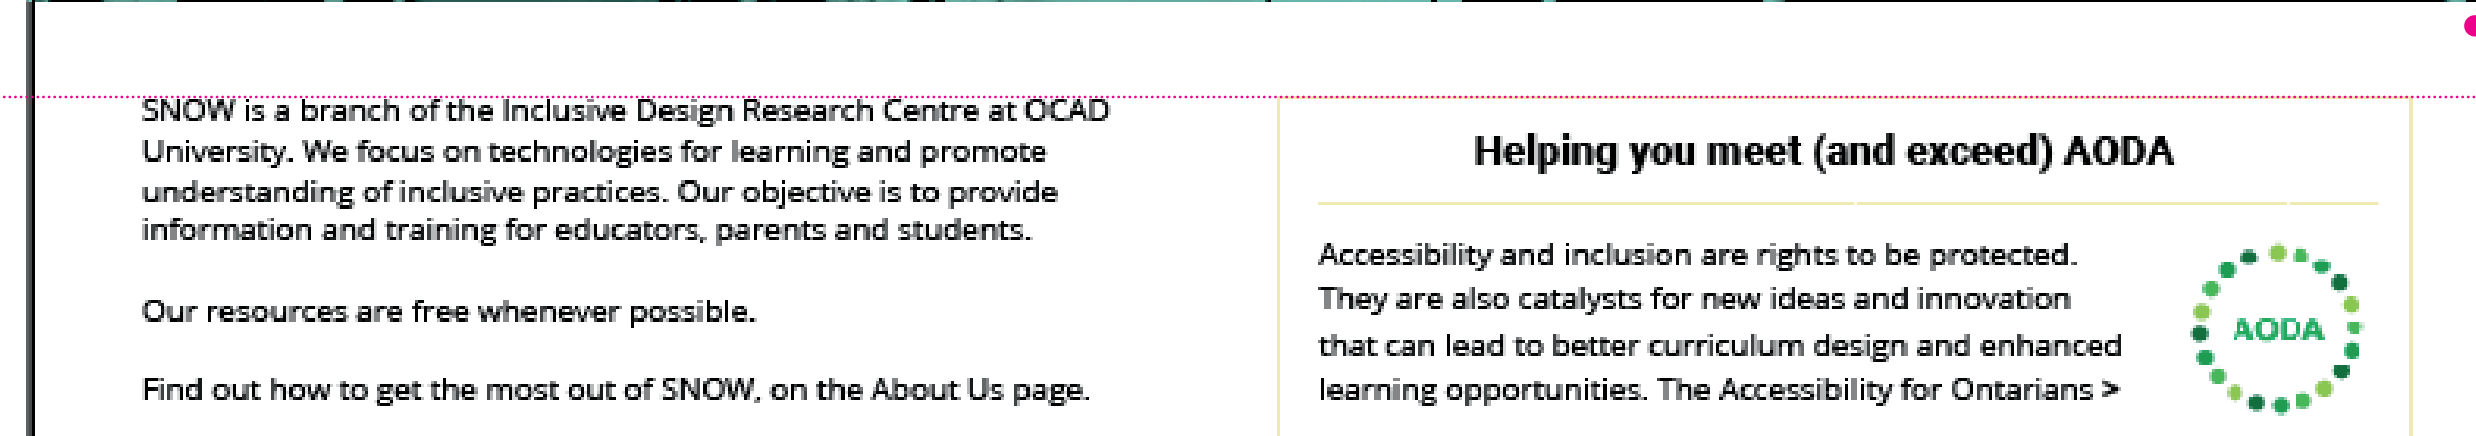 SNOW is a branch of the Inclusive Design Research Centre at OCAD
University. We focus on technologies for learning and promote
understanding of inclusive practices. Our objective is to provide
information and training for educators, parents and students.
Our resources are free whenever possible.
Find out how to get the most out of SNOW, on the About Us page.
Helping you meet (and exceed) AODA
Accessibility and inclusion are rights to be protected.
They are also catalysts for new ideas and innovation
that can lead to better curriculum design and enhanced
learning opportunities. The Accessibility for Ontarians >
AODA